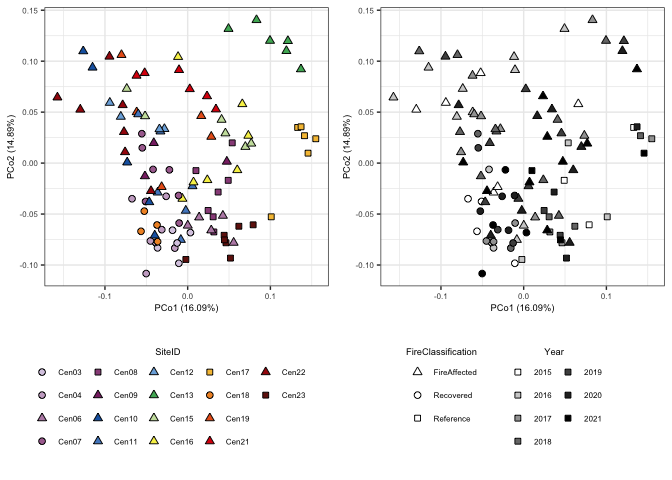 0.15
0.10
0.05
0.00
-0.05
-0.10
PCo2 (14.89%)
-0.1
0.0
0.1
PCo1 (16.09%)
0.15
0.10
0.05
0.00
-0.05
-0.10
PCo2 (14.89%)
-0.1
0.0
0.1
PCo1 (16.09%)
SiteID
Cen03 Cen08 Cen12 Cen17 Cen22
Cen04 Cen09 Cen13 Cen18 Cen23
Cen06 Cen10 Cen15 Cen19
Cen07 Cen11 Cen16 Cen21
FireClassification
FireAffected
Recovered
Reference
Year
2015 2019
2016 2020
2017 2021
2018